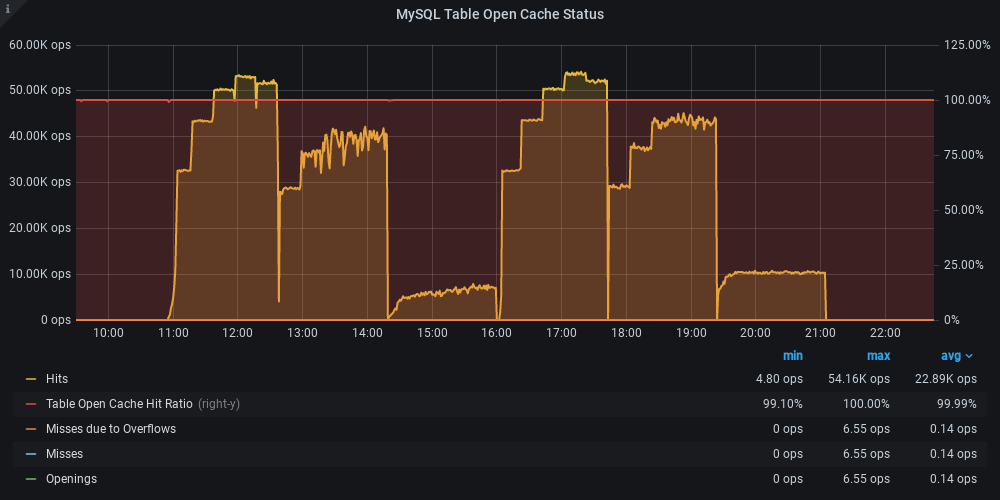 i
MySQL Table Open Cache Status
60.00K ops 125.00%
50.00K ops 100.00%
40.00K ops 75.00%
30.00K ops 50.00%
20.00K ops
10.00K ops 25.00%
0 ops 0%
10:00 11:00 12:00 13:00 14:00 15:00 16:00 17:00 18:00 19:00 20:00 21:00 22:00
min max avg
Hits 4.80 ops 54.16K ops 22.89K ops
Table Open Cache Hit Ratio (right-y) 99.10% 100.00% 99.99%
Misses due to Overflows 0 ops 6.55 ops 0.14 ops
Misses 0 ops 6.55 ops 0.14 ops
Openings 0 ops 6.55 ops 0.14 ops